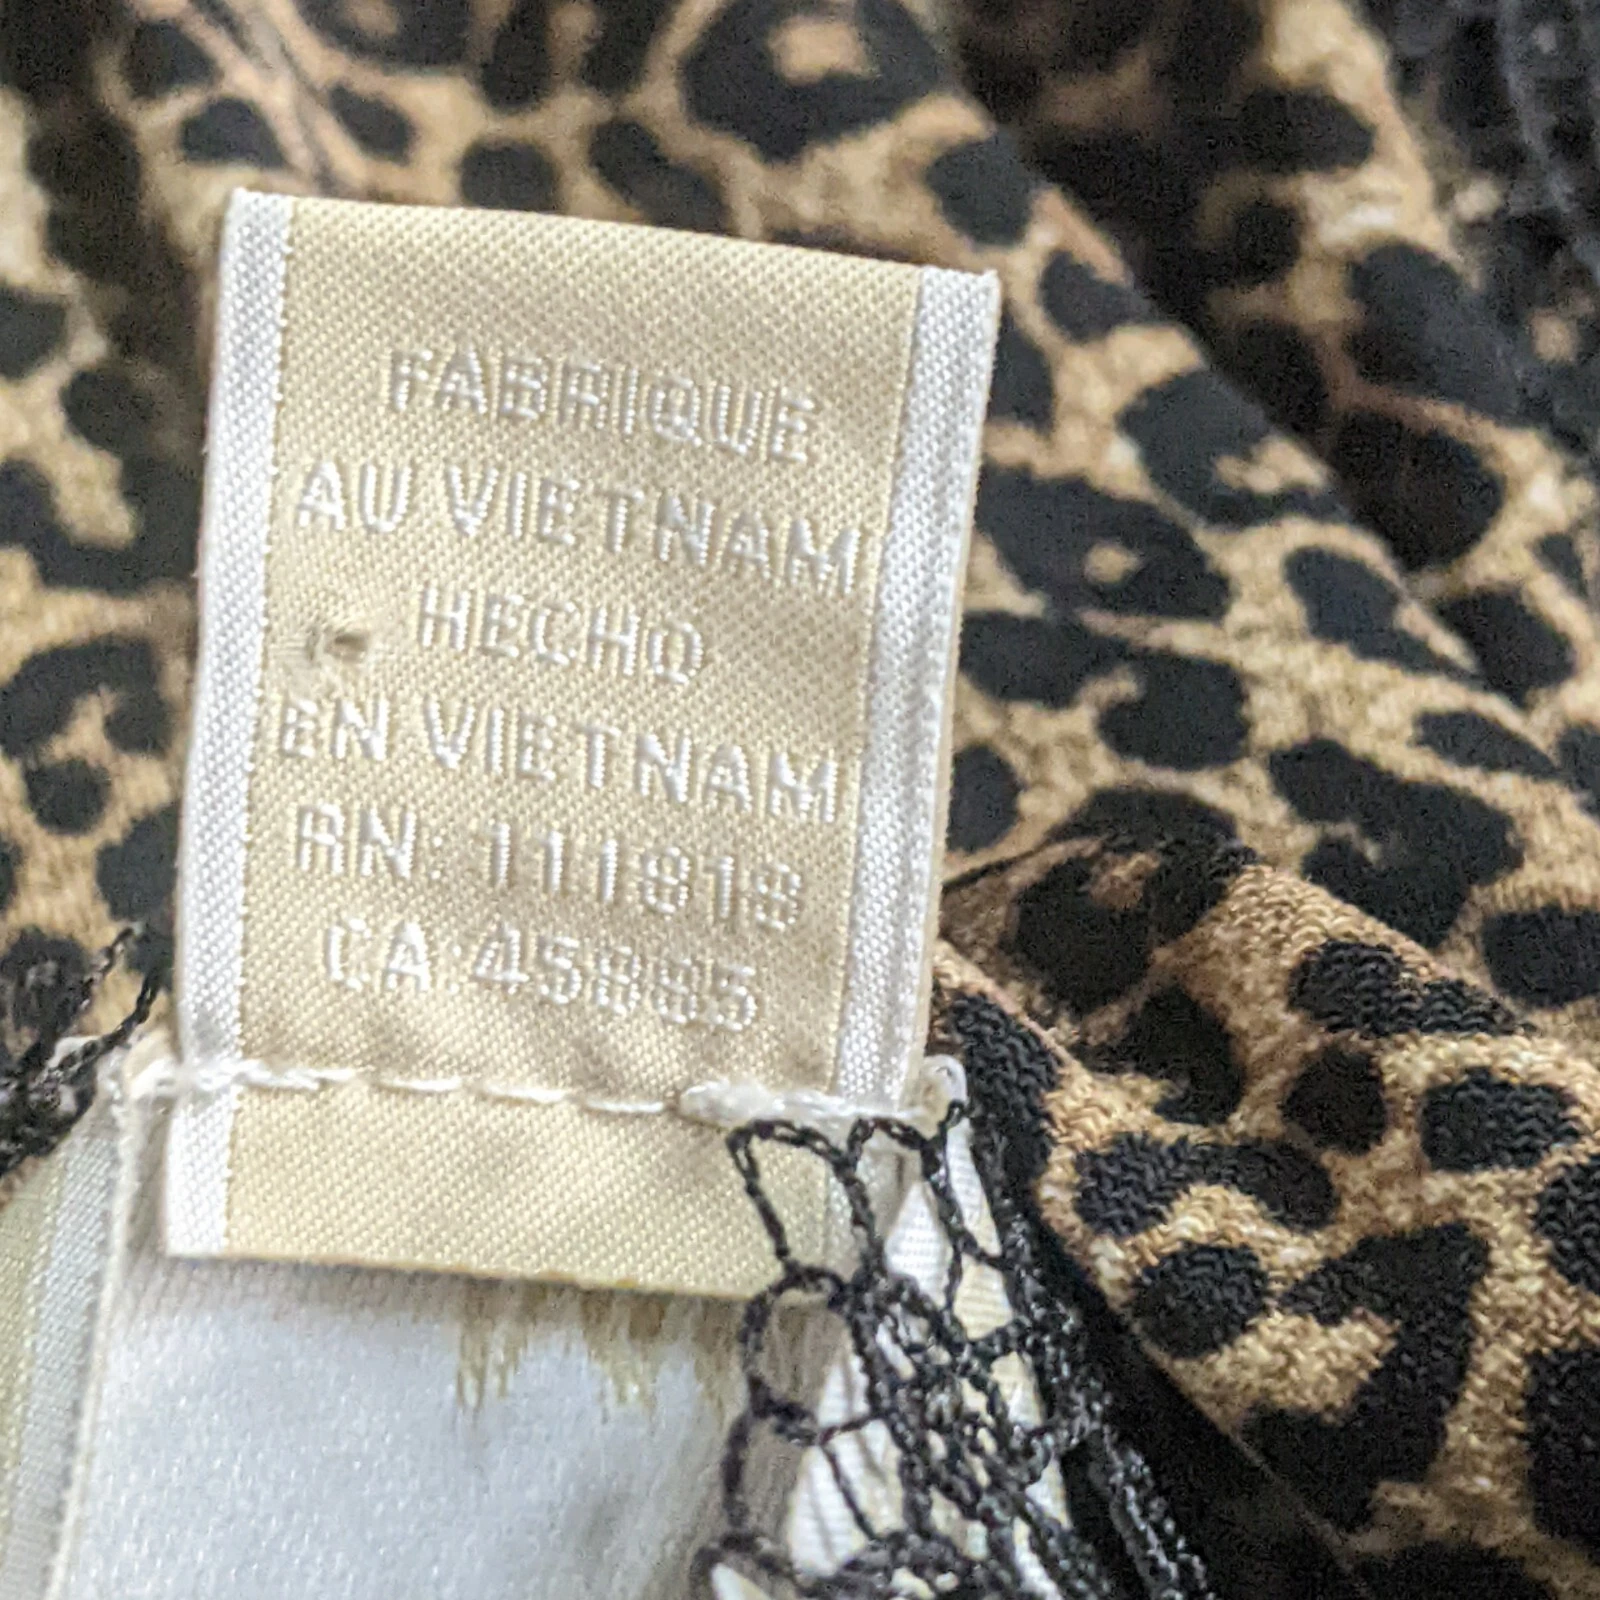 FABRIQUE
AU VIETNAM
HECHO
EN VIETNAM
RN: 111818
CA:45885